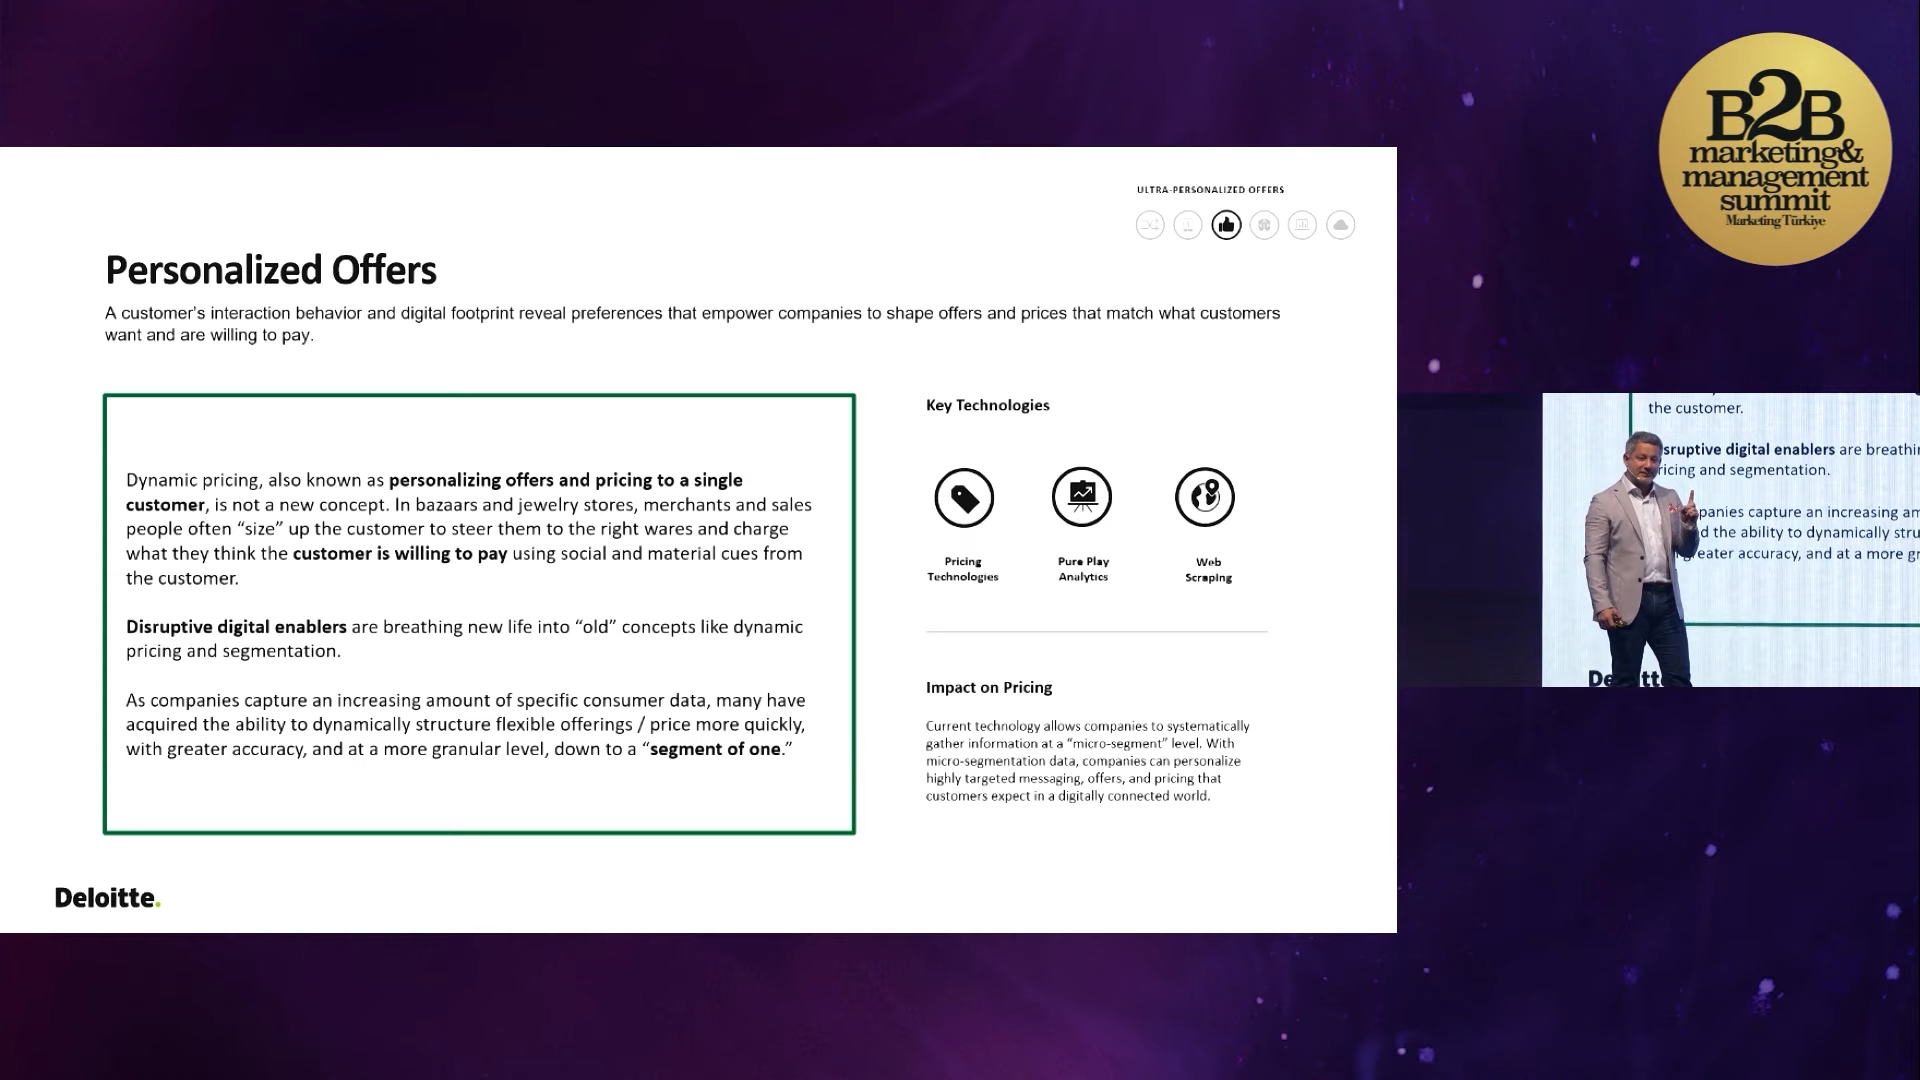 B2B
marketing&
management
summit
Marketing Türkiye
ULTRA-PERSONALIZED OFFERS
Personalized Offers
A customer's interaction behavior and digital footprint reveal preferences that empower companies to shape offers and prices that match what customers
want and are willing to pay.
Dynamic pricing, also known as personalizing offers and pricing to a single
customer, is not a new concept. In bazaars and jewelry stores, merchants and sales
people often “size” up the customer to steer them to the right wares and charge
what they think the customer is willing to pay using social and material cues from
the customer.
Disruptive digital enablers are breathing new life into “old” concepts like dynamic
pricing and segmentation.
As companies capture an increasing amount of specific consumer data, many have
acquired the ability to dynamically structure flexible offerings / price more quickly,
with greater accuracy, and at a more granular level, down to a “segment of one.”
Key Technologies
Pricing
Technologies
Pure Play
Analytics
Web
Scraping
Impact on Pricing
Current technology allows companies to systematically
gather information at a “micro-segment” level. With
micro-segmentation data, companies can personalize
highly targeted messaging, offers, and pricing that
customers expect in a digitally connected world.
Deloitte.
the customer.
sruptive digital enablers are breathi
ricing and segmentation.
panies capture an increasing am
d the ability to dynamically stru
greater accuracy, and at a more gr
De itt